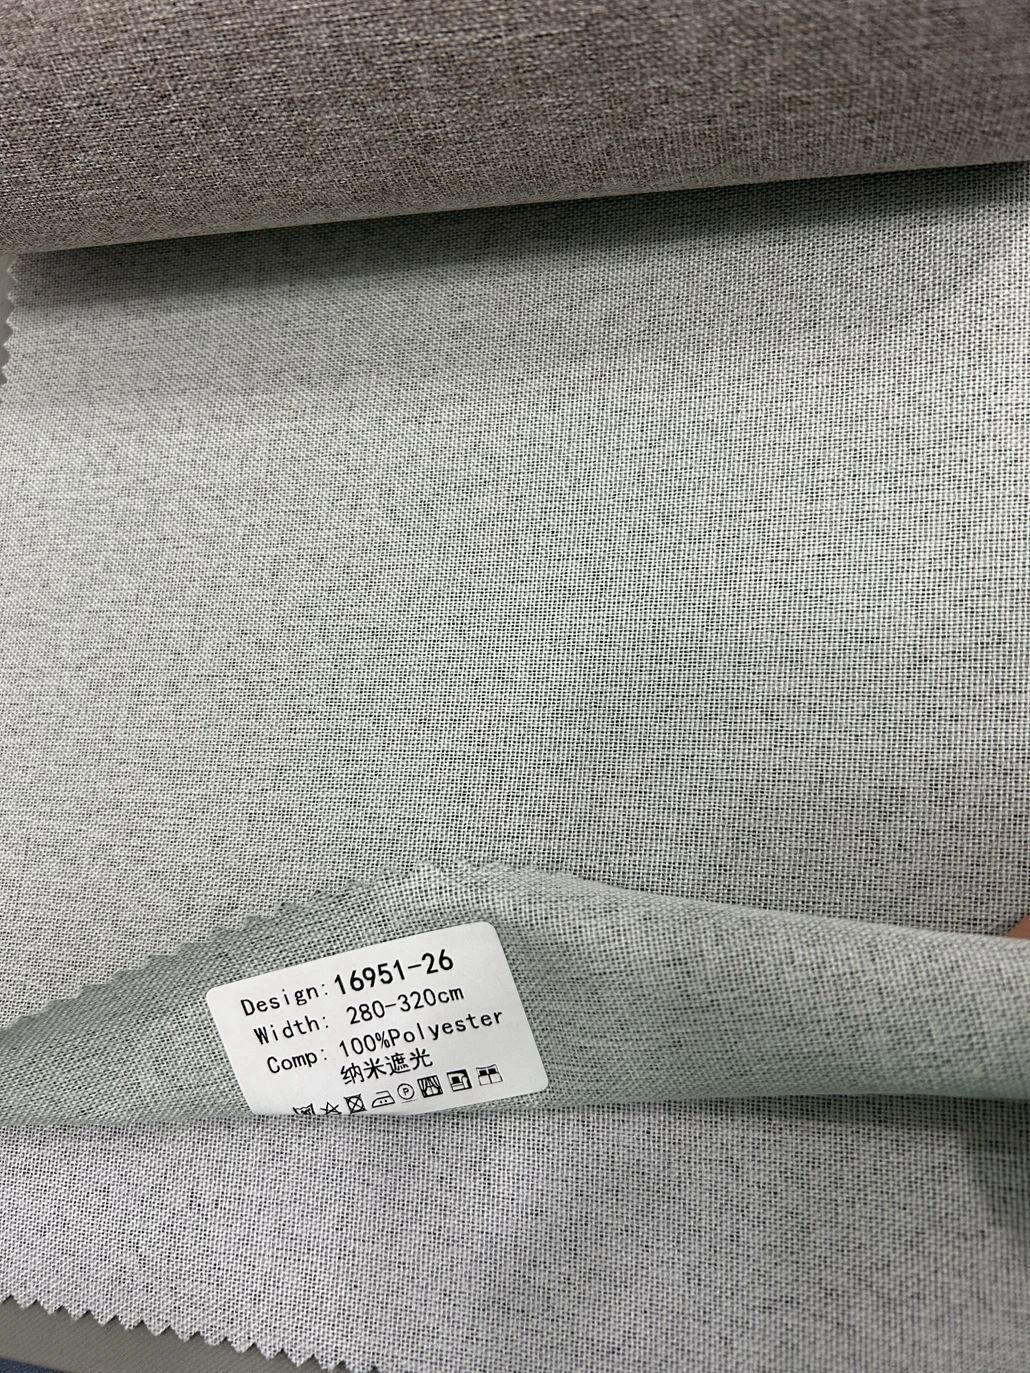 Design:16951-26
Width: 280-320cm
Comp: 100%Polyester
纳米遮光